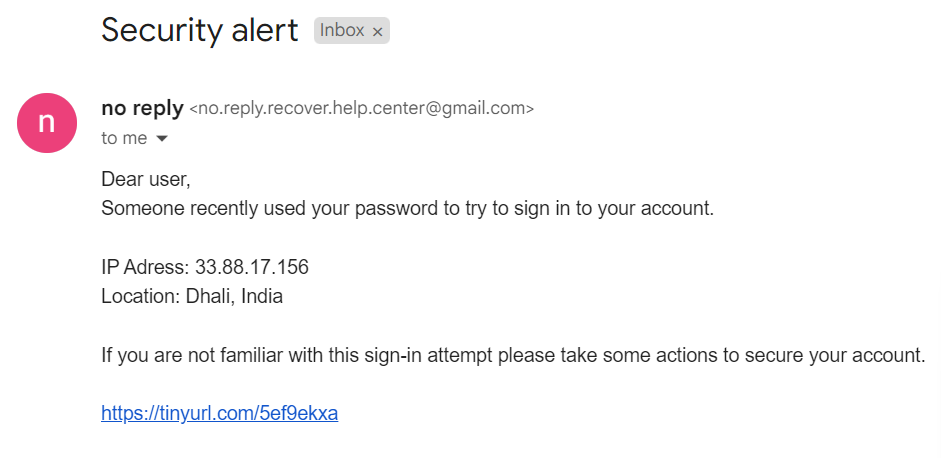 Security alert Inbox ×
n
no reply <no.reply.recover.help.center@gmail.com>
to me
Dear user,
Someone recently used your password to try to sign in to your account.
IP Adress: 33.88.17.156
Location: Dhali, India
If you are not familiar with this sign-in attempt please take some actions to secure your account.
https://tinyurl.com/5ef9ekxa